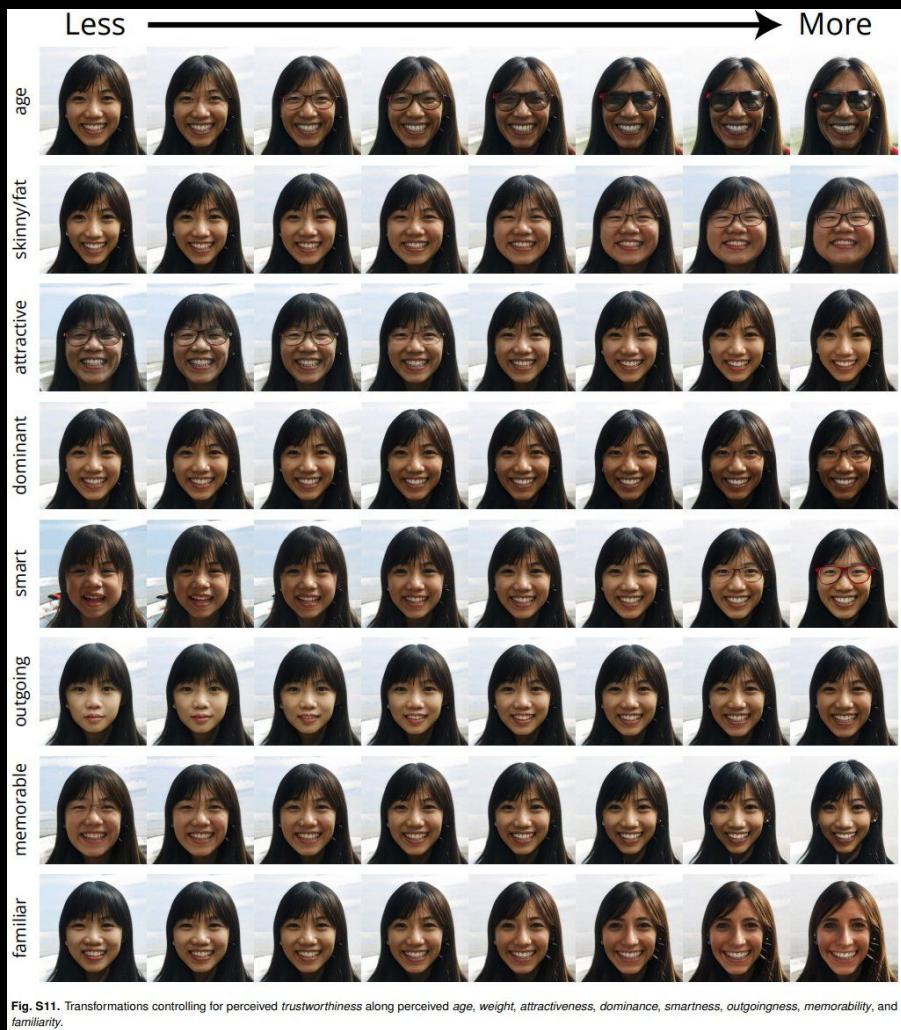 Less
More
age
skinny/fat
attractive
dominant
smart
outgoing
memorable
familiar
Fig. S11. Transformations controlling for perceived trustworthiness along perceived age, weight, attractiveness, dominance, smartness, outgoingness, memorability, and
familiarity.